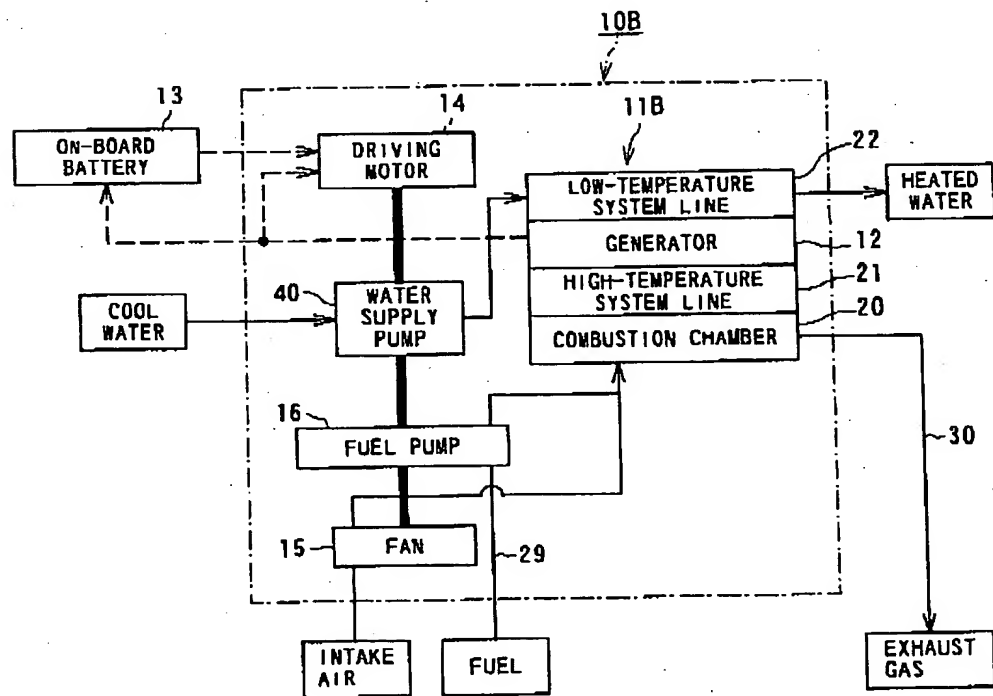 10B
13
14
11B
ON-BOARD
BATTERY
DRIVING
MOTOR
22
LOW-TEMPERATURE
SYSTEM LINE
HEATED
WATER
GENERATOR
12
40
WATER
SUPPLY
PUMP
HIGH-TEMPERATURE
SYSTEM LINE
21
COOL
WATER
20
COMBUSTION CHAMBER
16
FUEL PUMP
30
15
FAN
29
INTAKE
AIR
FUEL
EXHAUST
GAS